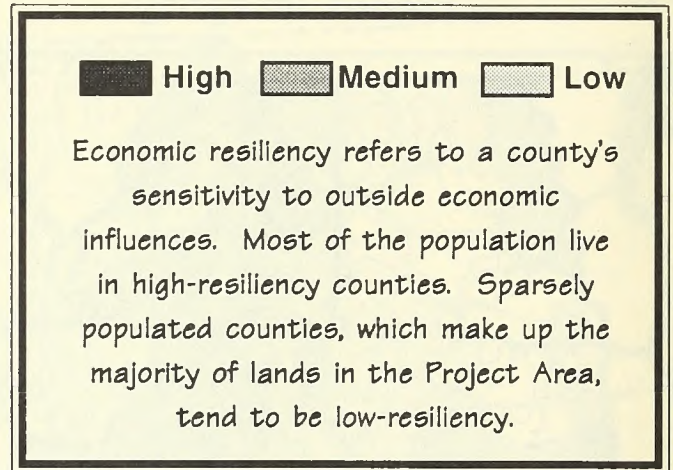 High Medium Low
Economic resiliency refers to a county's
sensitivity to outside economic
influences. Most of the population live
in high-resiliency counties. Sparsely
populated counties, which make up the
majority of lands in the Project Area,
tend to be low-resiliency.